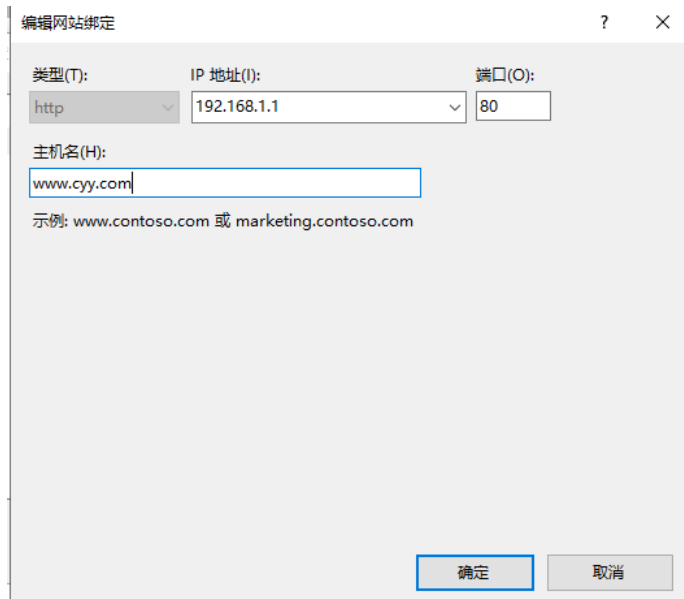 编辑网站绑定 ?
类型(T): IP 地址(I): 端口(O):
http 192.168.1.1 80
主机名(H):
www.cyy.com
示例: www.contoso.com 或 marketing.contoso.com
确定 取消